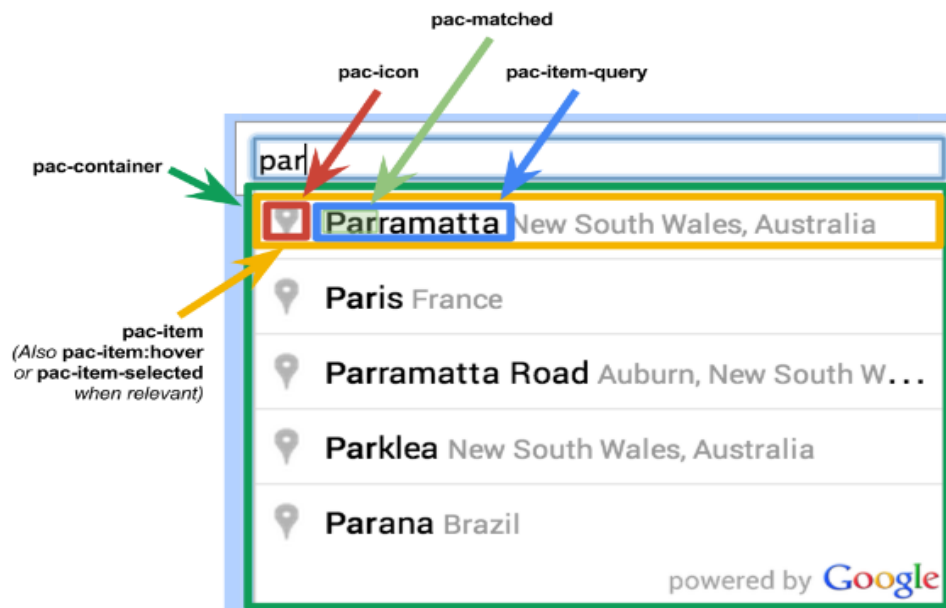 pac-matched
pac-icon
pac-item-query
pac-container
par
Parramatta New South Wales, Australia
Paris France
pac-item
(Also pac-item:hover
or pac-item-selected
when relevant)
Parramatta Road Auburn, New South W...
Parklea New South Wales, Australia
Parana Brazil
powered by Google